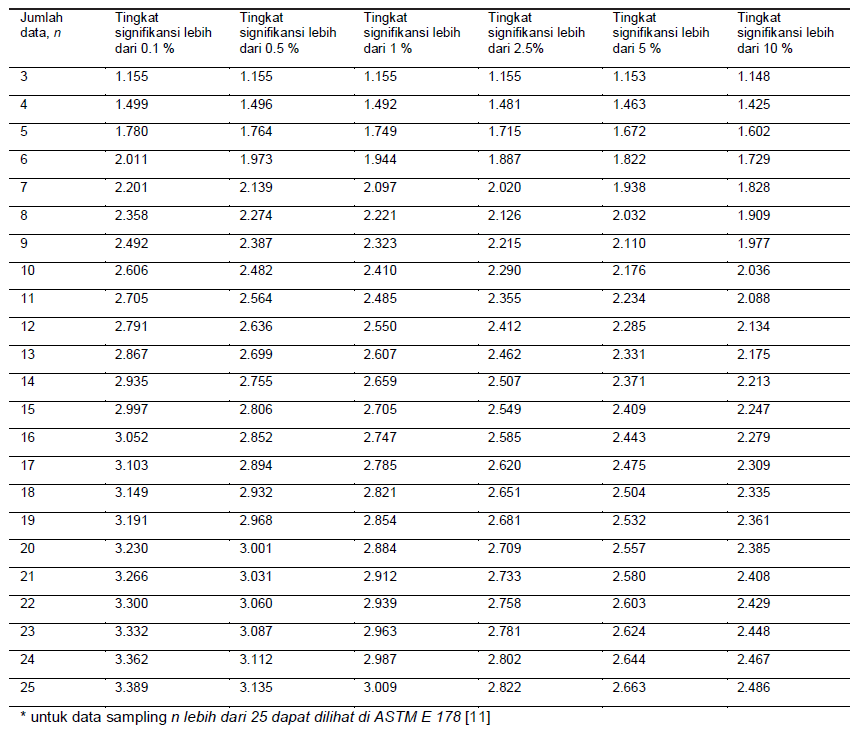 Jumlah data, n Tingkat signifikansi lebih dari 0.1 % Tingkat signifikansi lebih dari 0.5 % Tingkat signifikansi lebih dari 1 % Tingkat signifikansi lebih dari 2.5% Tingkat signifikansi lebih dari 5 % Tingkat signifikansi lebih dari 10 %
3 1.155 1.155 1.155 1.155 1.153 1.148
4 1.499 1.496 1.492 1.481 1.463 1.425
5 1.780 1.764 1.749 1.715 1.672 1.602
6 2.011 1.973 1.944 1.887 1.822 1.729
7 2.201 2.139 2.097 2.020 1.938 1.828
8 2.358 2.274 2.221 2.126 2.032 1.909
9 2.492 2.387 2.323 2.215 2.110 1.977
10 2.606 2.482 2.410 2.290 2.176 2.036
11 2.705 2.564 2.485 2.355 2.234 2.088
12 2.791 2.636 2.550 2.412 2.285 2.134
13 2.867 2.699 2.607 2.462 2.331 2.175
14 2.935 2.755 2.659 2.507 2.371 2.213
15 2.997 2.806 2.705 2.549 2.409 2.247
16 3.052 2.852 2.747 2.585 2.443 2.279
17 3.103 2.894 2.785 2.620 2.475 2.309
18 3.149 2.932 2.821 2.651 2.504 2.335
19 3.191 2.968 2.854 2.681 2.532 2.361
20 3.230 3.001 2.884 2.709 2.557 2.385
21 3.266 3.031 2.912 2.733 2.580 2.408
22 3.300 3.060 2.939 2.758 2.603 2.429
23 3.332 3.087 2.963 2.781 2.624 2.448
24 3.362 3.112 2.987 2.802 2.644 2.467
25 3.389 3.135 3.009 2.822 2.663 2.486
* untuk data sampling n lebih dari 25 dapat dilihat di ASTM E 178 [11]